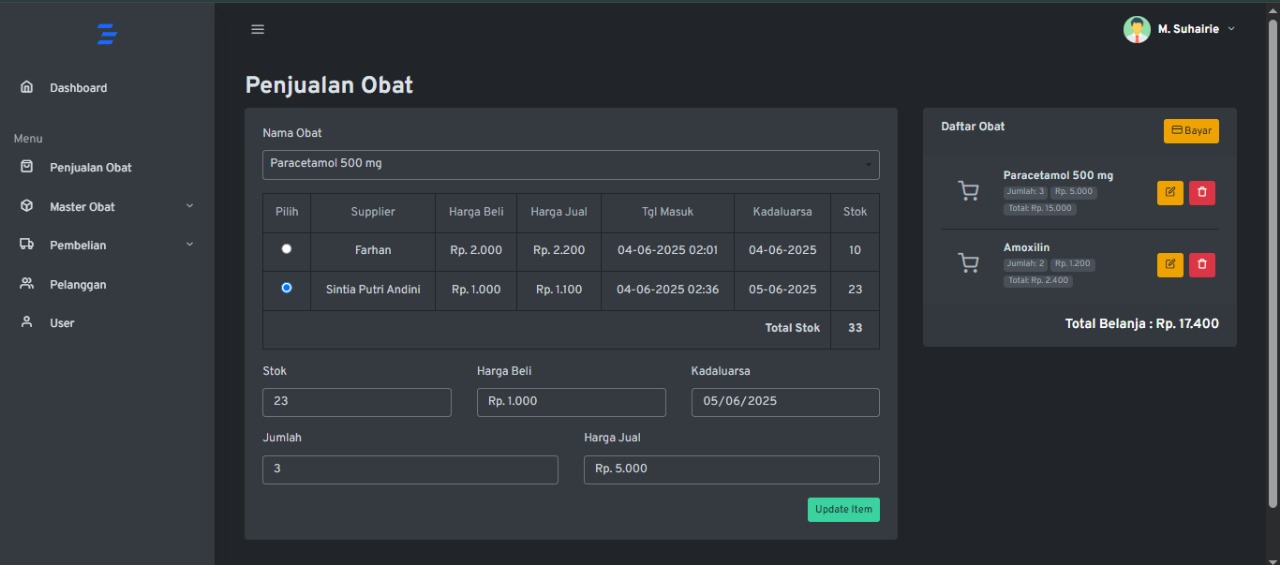 M. Suhairie
Dashboard
Menu
Penjualan Obat
Master Obat
Pembelian
Pelanggan
User
Penjualan Obat
Nama Obat
Paracetamol 500 mg
Pilih Supplier Harga Beli Harga Jual Tgl Masuk Kadaluarsa Stok
Farhan Rp. 2.000 Rp. 2.200 04-06-2025 02:01 04-06-2025 10
Sintia Putri Andini Rp. 1.000 Rp. 1.100 04-06-2025 02:36 05-06-2025 23
Total Stok 33
Stok Harga Beli Kadaluarsa
23 Rp. 1.000 05/06/2025
Jumlah Harga Jual
3 Rp. 5.000
Update Item
Daftar Obat Bayar
Paracetamol 500 mg
Jumlah: 3 Rp. 5.000
Total: Rp. 15.000
Amoxilin
Jumlah: 2 Rp. 1.200
Total: Rp. 2.400
Total Belanja : Rp. 17.400